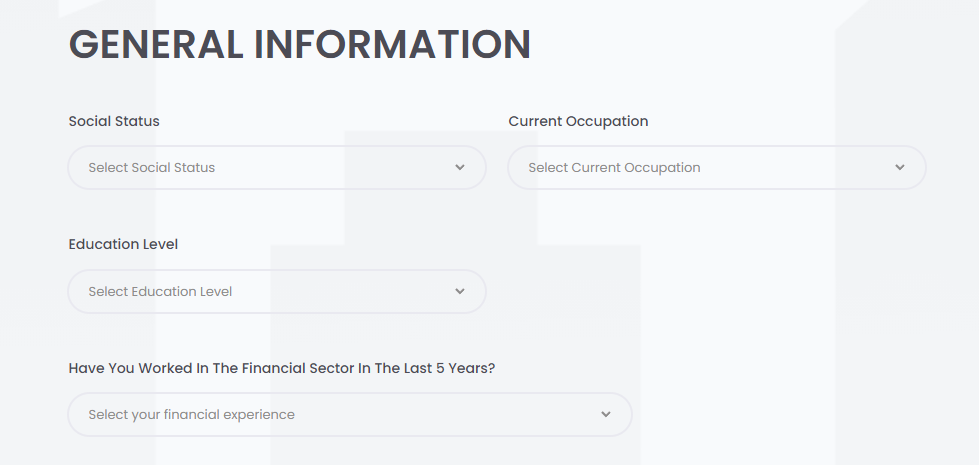 GENERAL INFORMATION
Social Status
Current Occupation
Select Social Status
Select Current Occupation
Education Level
Select Education Level
Have You Worked In The Financial Sector In The Last 5 Years?
Select your financial experience